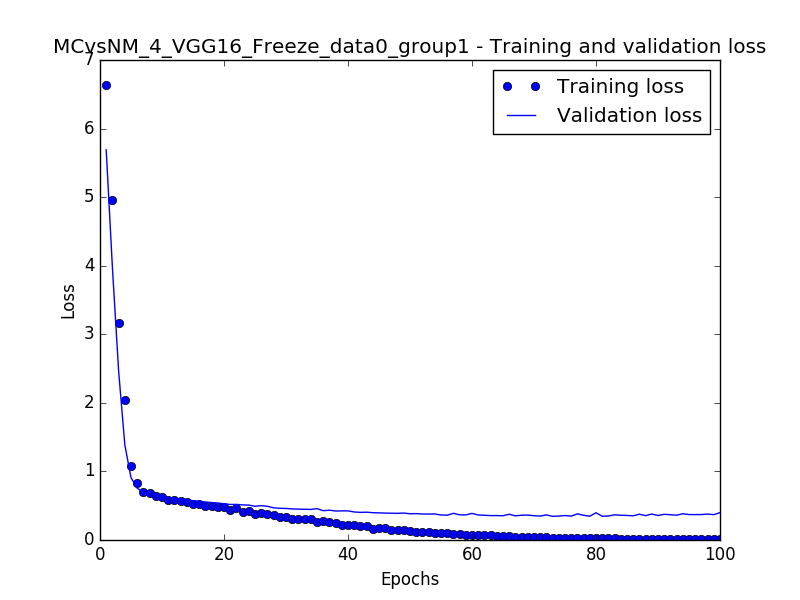 MCvsNM_4_VGG16_Freeze_data0_group1 - Training and validation loss
7
6
5
4
3
2
1
0
Loss
Training loss
Validation loss
0 20 40 60 80 100
Epochs